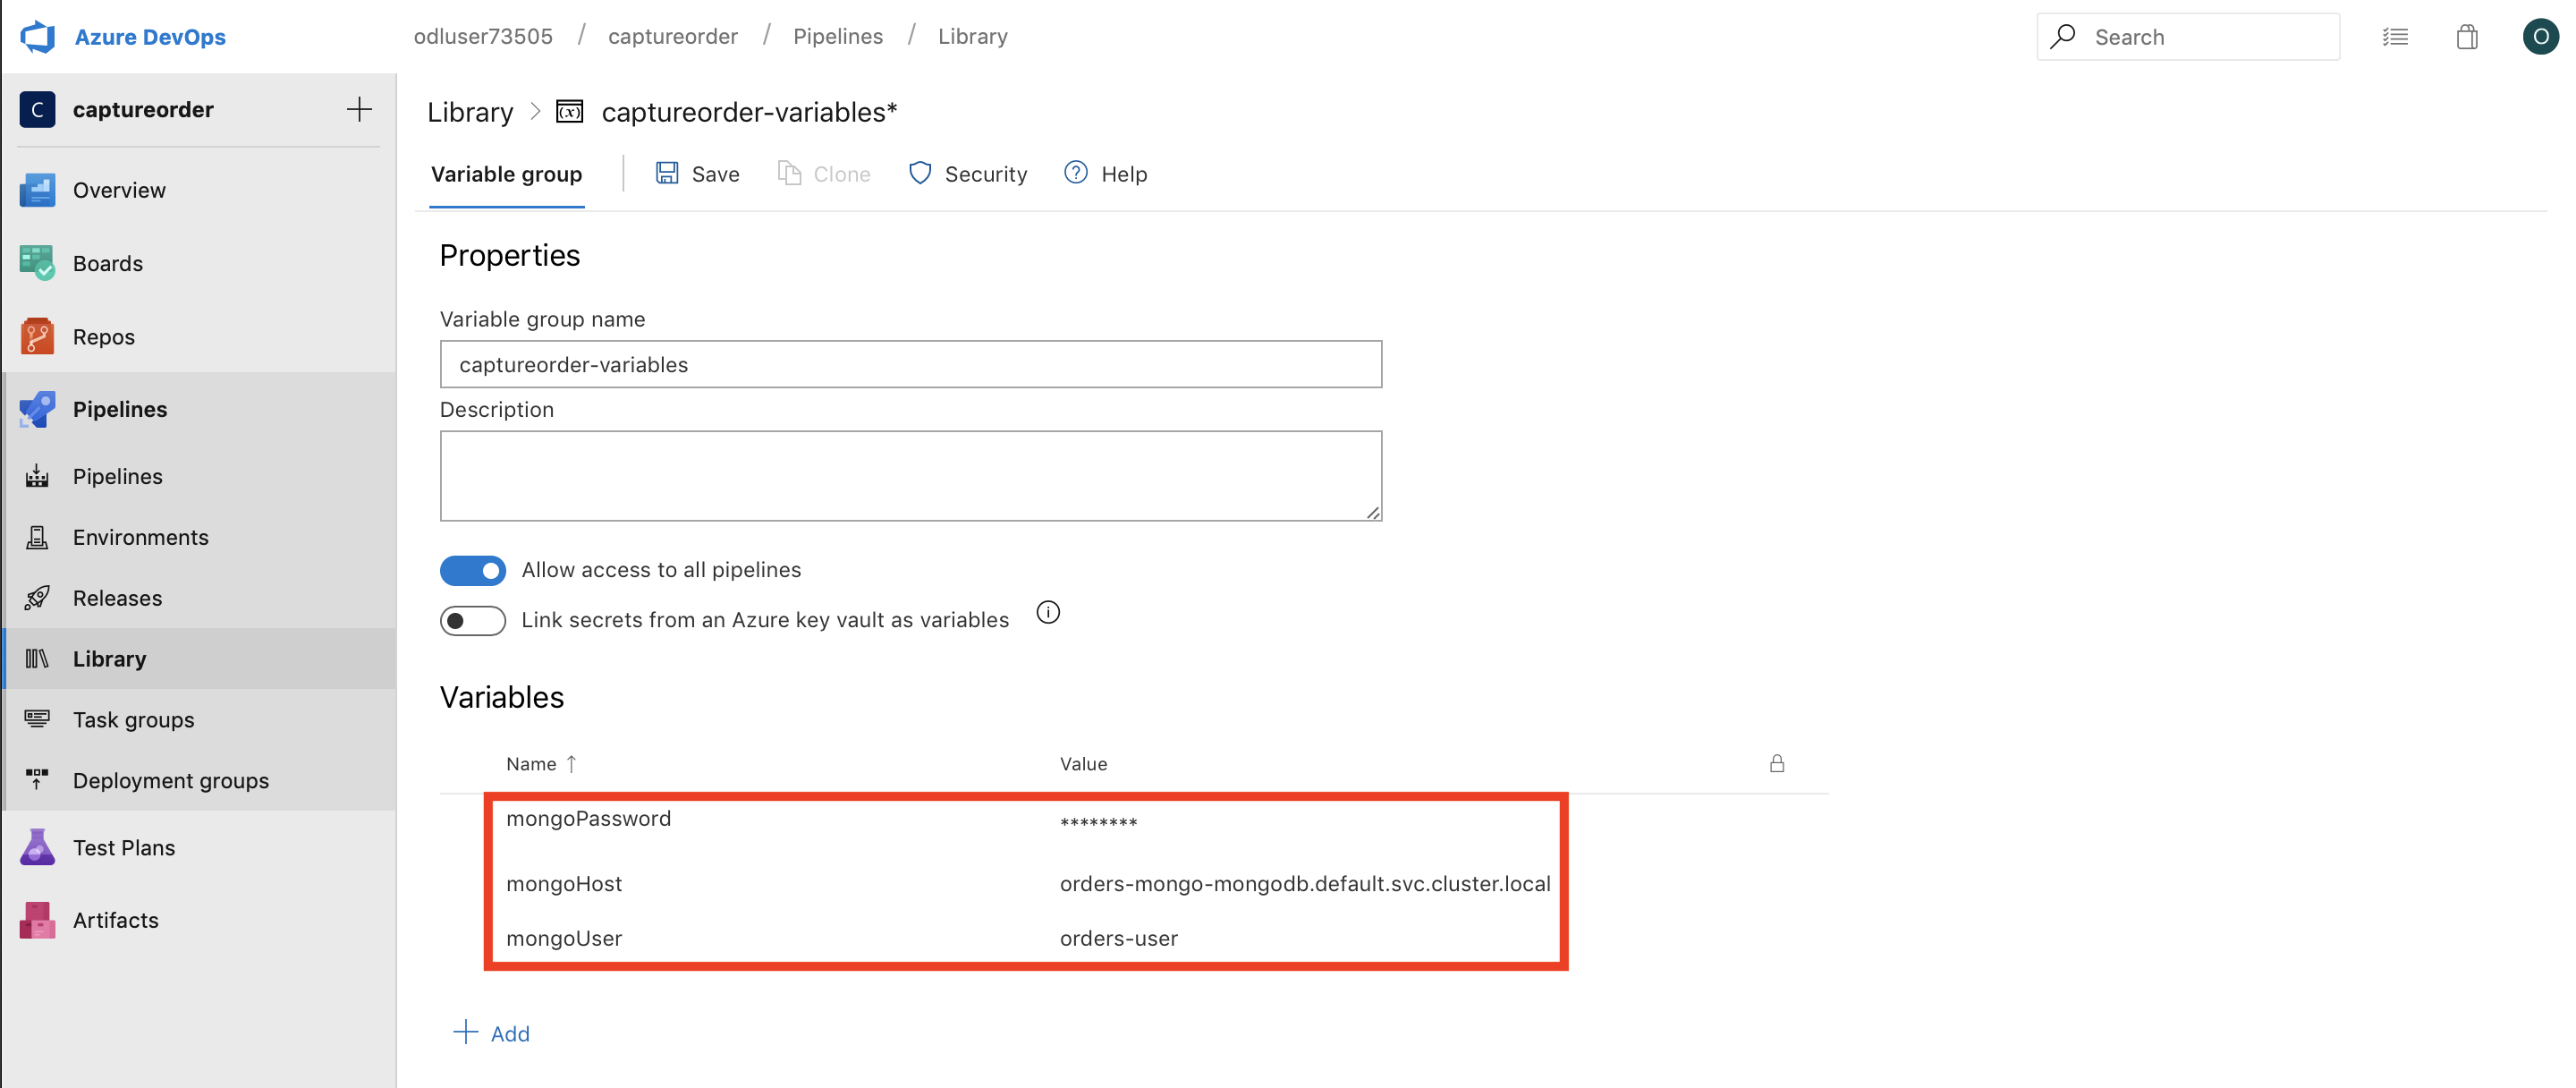 Azure DevOps
odluser73505 / captureorder / Pipelines / Library
Search
O
C captureorder
Overview
Boards
Repos
Pipelines
Pipelines
Environments
Releases
Library
Task groups
Deployment groups
Test Plans
Artifacts
Library > (x) captureorder-variables*
Variable group Save Clone Security ? Help
Properties
Variable group name
captureorder-variables
Description
Allow access to all pipelines
Link secrets from an Azure key vault as variables i
Variables
Name ↑ Value
mongoPassword ********
mongoHost orders-mongo-mongodb.default.svc.cluster.local
mongoUser orders-user
+ Add